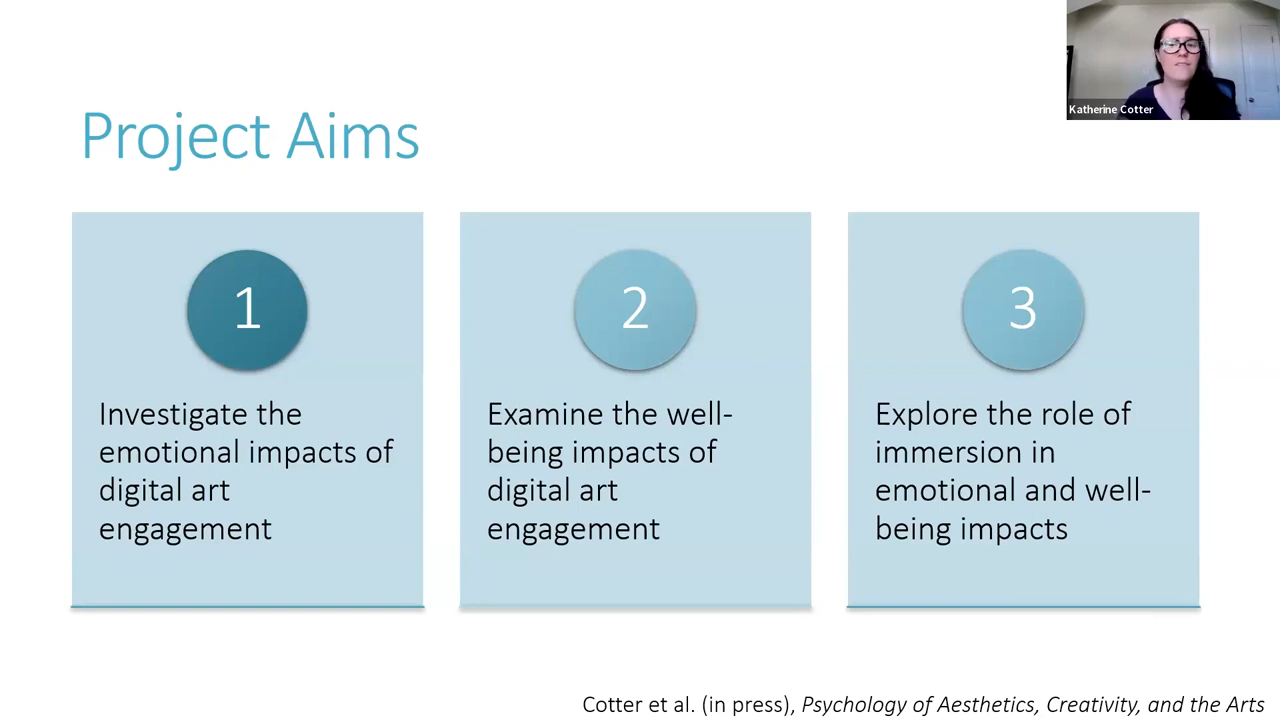 Katherine Cotter
Project Aims
1
Investigate the
emotional impacts of
digital art
engagement
2
Examine the well-
being impacts of
digital art
engagement
3
Explore the role of
immersion in
emotional and well-
being impacts
Cotter et al. (in press), Psychology of Aesthetics, Creativity, and the Arts